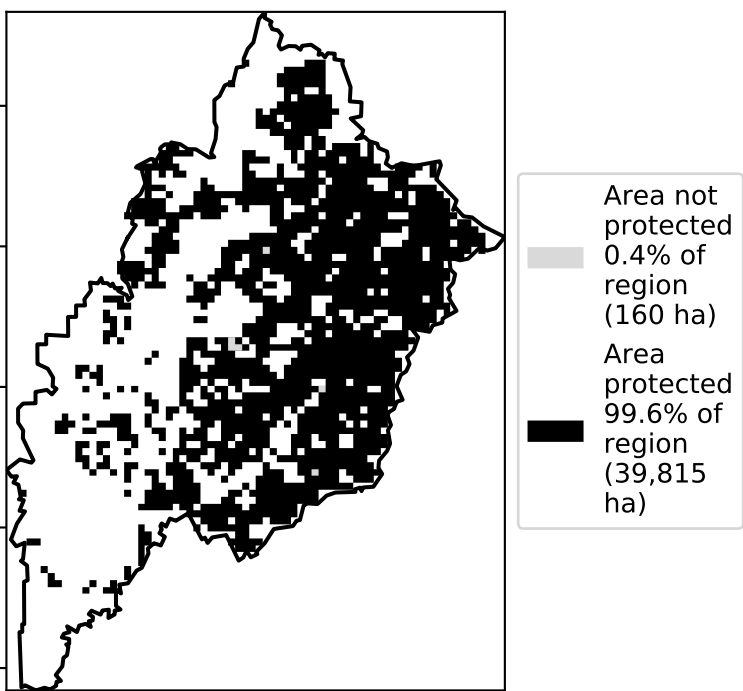 Area not
protected
0.4% of
region
(160 ha)
Area
protected
99.6% of
region
(39,815
ha)